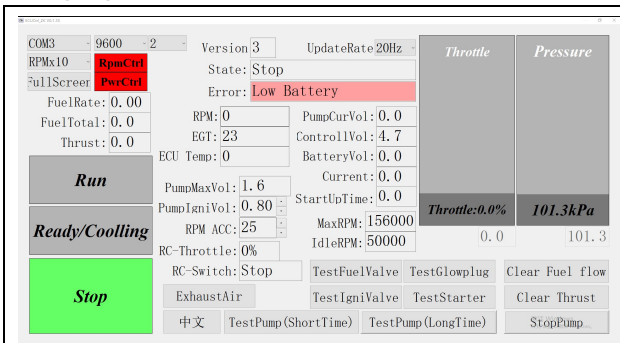 COM3 9600 2 Version 3 UpdateRate 20Hz
RPMx10 RpmCtrl State: Stop
FullScreen PwrCtrl Error: Low Battery
FuelRate: 0.00
FuelTotal: 0.0
Thrust: 0.0
RPM: 0 PumpCurVol: 0.0
EGT: 23 ControllVol: 4.7
ECU Temp: 0 BatteryVol: 0.0
Current: 0.0
PumpMaxVol: 1.6 StartUpTime: 0.0
PumpIgniVol: 0.80 MaxRPM: 156000
RPM ACC: 25 IdleRPM: 50000
RC-Throttle: 0%
RC-Switch: Stop
Throttle Pressure
Throttle:0.0% 101.3kPa
0.0 101.3
Run
Ready/Coolling
Stop
TestFuelValve TestGlowplug Clear Fuel flow
ExhaustAir TestIgniValve TestStarter Clear Thrust
中文 TestPump(ShortTime) TestPump(LongTime) StopPump